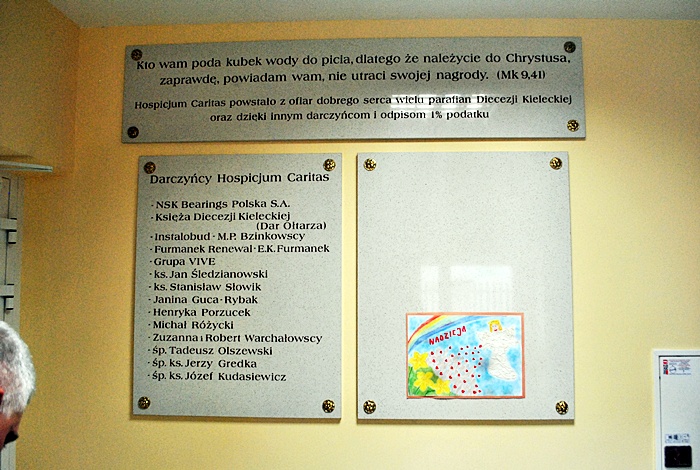 Kto wam poda kubek wody do picia, dlatego że należycie do Chrystusa,
zaprawdę, powiadam wam, nie utraci swojej nagrody. (Mk 9,41)
Hospicjum Caritas powstało z ofiar dobrego serca wielu parafian Diecezji Kieleckiej
oraz dzięki innym darczyńcom i odpisom 1% podatku
Darczyńcy Hospicjum Caritas
- NSK Bearings Polska S.A.
- Księża Diecezji Kieleckiej
(Dar Ołtarza)
- Instalobud - M.P. Bzinkowscy
- Furmanek Renewal - E.K. Furmanek
- Grupa VIVE
- ks. Jan Śledzianowski
- ks. Stanisław Słowik
- Janina Guca - Rybak
- Henryka Porzucek
- Michał Różycki
- Zuzanna i Robert Warchałowscy
- śp. Tadeusz Olszewski
- śp. ks. Jerzy Gredka
- śp. ks. Józef Kudasiewicz
NADZIEJA